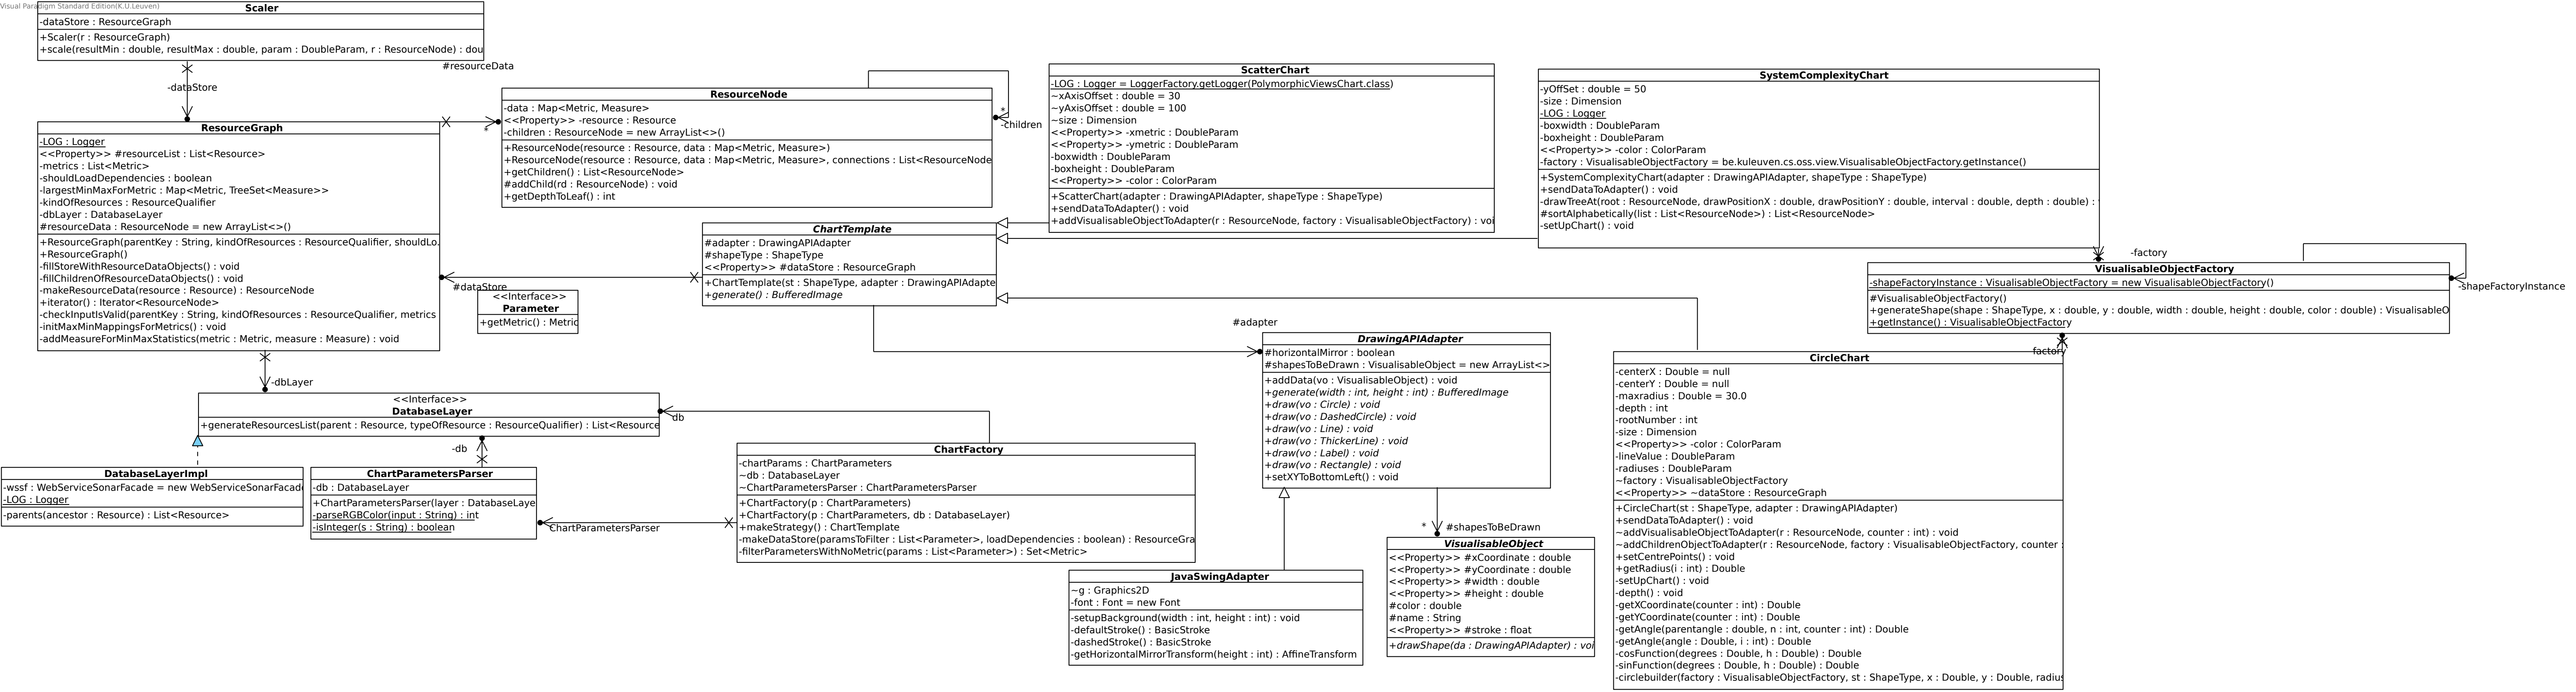 Visual Paradigm Standard Edition(K.U.Leuven)
Scaler
-dataStore : ResourceGraph
+Scaler(r : ResourceGraph)
+scale(resultMin : double, resultMax : double, param : DoubleParam, r : ResourceNode) : dou
-dataStore
#resourceData
*
ResourceGraph
-LOG : Logger
<<Property>> #resourceList : List<Resource>
-metrics : List<Metric>
-shouldLoadDependencies : boolean
-largestMinMaxForMetric : Map<Metric, TreeSet<Measure>>
-kindOfResources : ResourceQualifier
-dbLayer : DatabaseLayer
#resourceData : ResourceNode = new ArrayList<>()
+ResourceGraph(parentKey : String, kindOfResources : ResourceQualifier, shouldLo.
+ResourceGraph()
-fillStoreWithResourceDataObjects() : void
-fillChildrenOfResourceDataObjects() : void
-makeResourceData(resource : Resource) : ResourceNode
+iterator() : Iterator<ResourceNode>
-checkInputIsValid(parentKey : String, kindOfResources : ResourceQualifier, metrics
-initMaxMinMappingsForMetrics() : void
-addMeasureForMinMaxStatistics(metric : Metric, measure : Measure) : void
ResourceNode
-data : Map<Metric, Measure>
<<Property>> -resource : Resource
-children : ResourceNode = new ArrayList<>()
+ResourceNode(resource : Resource, data : Map<Metric, Measure>)
+ResourceNode(resource : Resource, data : Map<Metric, Measure>, connections : List<ResourceNode
+getChildren() : List<ResourceNode>
#addChild(rd : ResourceNode) : void
+getDepthToLeaf() : int
*
-children
ScatterChart
-LOG : Logger = LoggerFactory.getLogger(PolymorphicViewsChart.class)
~xAxisOffset : double = 30
~yAxisOffset : double = 100
~size : Dimension
<<Property>> -xmetric : DoubleParam
<<Property>> -ymetric : DoubleParam
-boxwidth : DoubleParam
-boxheight : DoubleParam
<<Property>> -color : ColorParam
+ScatterChart(adapter : DrawingAPIAdapter, shapeType : ShapeType)
+sendDataToAdapter() : void
+addVisualisableObjectToAdapter(r : ResourceNode, factory : VisualisableObjectFactory) : voi
SystemComplexityChart
-yOffSet : double = 50
-size : Dimension
-LOG : Logger
-boxwidth : DoubleParam
-boxheight : DoubleParam
<<Property>> -color : ColorParam
-factory : VisualisableObjectFactory = be.kuleuven.cs.oss.view.VisualisableObjectFactory.getInstance()
+SystemComplexityChart(adapter : DrawingAPIAdapter, shapeType : ShapeType)
+sendDataToAdapter() : void
-drawTreeAt(root : ResourceNode, drawPositionX : double, drawPositionY : double, interval : double, depth : double) :
#sortAlphabetically(list : List<ResourceNode>) : List<ResourceNode>
-setUpChart() : void
-factory
ChartTemplate
#adapter : DrawingAPIAdapter
#shapeType : ShapeType
<<Property>> #dataStore : ResourceGraph
+ChartTemplate(st : ShapeType, adapter : DrawingAPIAdapte
+generate() : BufferedImage
#dataStore
<<Interface>>
Parameter
+getMetric() : Metric
VisualisableObjectFactory
-shapeFactoryInstance : VisualisableObjectFactory = new VisualisableObjectFactory()
#VisualisableObjectFactory()
+generateShape(shape : ShapeType, x : double, y : double, width : double, height : double, color : double) : VisualisableO
+getInstance() : VisualisableObjectFactory
-shapeFactoryInstance
factory
#adapter
DrawingAPIAdapter
#horizontalMirror : boolean
#shapesToBeDrawn : VisualisableObject = new ArrayList<>
+addData(vo : VisualisableObject) : void
+generate(width : int, height : int) : BufferedImage
+draw(vo : Circle) : void
+draw(vo : DashedCircle) : void
+draw(vo : Line) : void
+draw(vo : ThickerLine) : void
+draw(vo : Label) : void
+draw(vo : Rectangle) : void
+setXYToBottomLeft() : void
CircleChart
-centerX : Double = null
-centerY : Double = null
-maxradius : Double = 30.0
-depth : int
-rootNumber : int
-size : Dimension
<<Property>> -color : ColorParam
-lineValue : DoubleParam
-radiuses : DoubleParam
~factory : VisualisableObjectFactory
<<Property>> ~dataStore : ResourceGraph
+CircleChart(st : ShapeType, adapter : DrawingAPIAdapter)
+sendDataToAdapter() : void
~addVisualisableObjectToAdapter(r : ResourceNode, counter : int) : void
~addChildrenObjectToAdapter(r : ResourceNode, factory : VisualisableObjectFactory, counter :
+setCentrePoints() : void
+getRadius(i : int) : Double
-setUpChart() : void
-depth() : void
-getXCoordinate(counter : int) : Double
-getYCoordinate(counter : int) : Double
-getAngle(parentangle : double, n : int, counter : int) : Double
-getAngle(angle : Double, i : int) : Double
-cosFunction(degrees : Double, h : Double) : Double
-sinFunction(degrees : Double, h : Double) : Double
-circlebuilder(factory : VisualisableObjectFactory, st : ShapeType, x : Double, y : Double, radius
-dbLayer
<<Interface>>
DatabaseLayer
+generateResourcesList(parent : Resource, typeOfResource : ResourceQualifier) : List<Resource
db
-db
DatabaseLayerImpl
-wssf : WebServiceSonarFacade = new WebServiceSonarFacad
-LOG : Logger
-parents(ancestor : Resource) : List<Resource>
ChartParametersParser
-db : DatabaseLayer
+ChartParametersParser(layer : DatabaseLaye
-parseRGBColor(input : String) : int
-isInteger(s : String) : boolean
ChartParametersParser
ChartFactory
-chartParams : ChartParameters
~db : DatabaseLayer
~ChartParametersParser : ChartParametersParser
+ChartFactory(p : ChartParameters)
+ChartFactory(p : ChartParameters, db : DatabaseLayer)
+makeStrategy() : ChartTemplate
-makeDataStore(paramsToFilter : List<Parameter>, loadDependencies : boolean) : ResourceGra
-filterParametersWithNoMetric(params : List<Parameter>) : Set<Metric>
*
#shapesToBeDrawn
VisualisableObject
<<Property>> #xCoordinate : double
<<Property>> #yCoordinate : double
<<Property>> #width : double
<<Property>> #height : double
#color : double
#name : String
<<Property>> #stroke : float
+drawShape(da : DrawingAPIAdapter) : voi
JavaSwingAdapter
~g : Graphics2D
-font : Font = new Font
-setupBackground(width : int, height : int) : void
-defaultStroke() : BasicStroke
-dashedStroke() : BasicStroke
-getHorizontalMirrorTransform(height : int) : AffineTransform